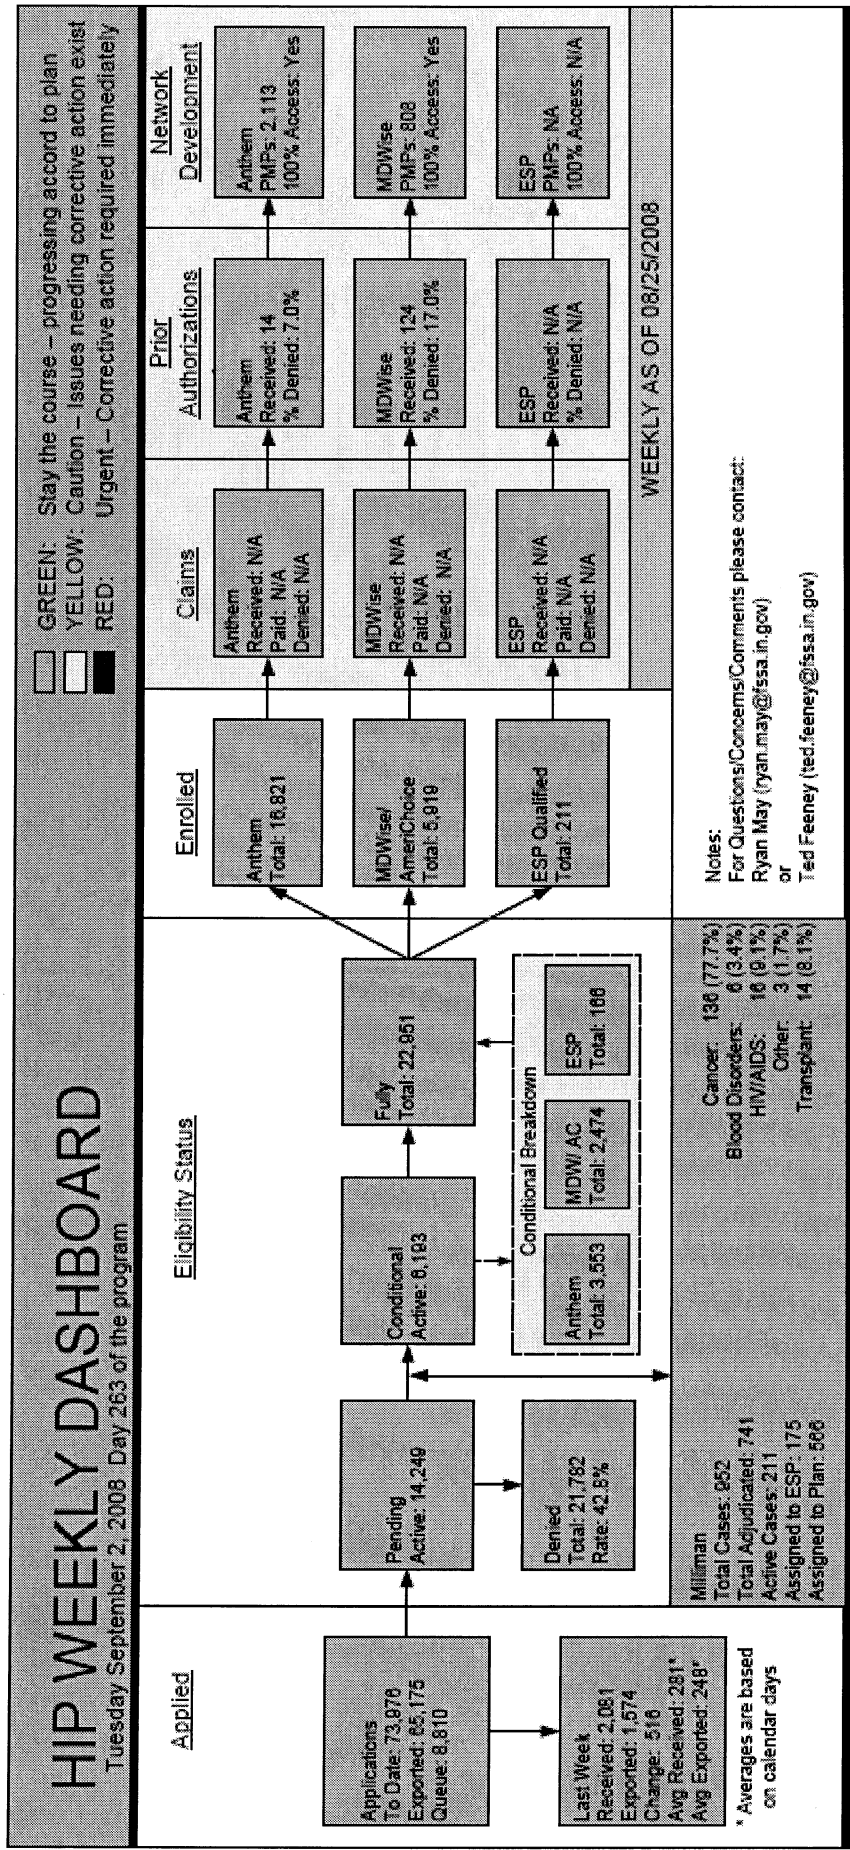 HIP WEEKLY DASHBOARD
Tuesday September 2, 2008 Day 263 of the program
GREEN: Stay the course – progressing accord to plan
YELLOW: Caution – Issues needing corrective action exist
RED: Urgent – Corrective action required immediately
Applied
Applications
To Date: 73,976
Exported: 65,175
Queue: 8,810
Last Week
Received: 2,081
Exported: 1,574
Change: 516
Avg Received: 281*
Avg Exported: 248*
* Averages are based
on calendar days
Eligibility Status
Pending
Active: 14,249
Denied
Total: 21,782
Rate: 42.8%
Conditional
Active: 6,193
Fully
Total: 22,951
Conditional Breakdown
Anthem
Total: 3,553
MDW/ AC
Total: 2,474
ESP
Total: 166
Milliman
Total Cases: 952
Total Adjudicated: 741
Active Cases: 211
Assigned to ESP: 175
Assigned to Plan: 566
Cancer: 136 (77.7%)
Blood Disorders: 6 (3.4%)
HIV/AIDS: 16 (9.1%)
Other: 3 (1.7%)
Transplant: 14 (8.1%)
Enrolled
Anthem
Total: 16,821
MDWise/
AmeriChoice
Total: 5,919
ESP Qualified
Total: 211
Claims
Anthem
Received: N/A
Paid: N/A
Denied: N/A
MDWise
Received: N/A
Paid: N/A
Denied: N/A
ESP
Received: N/A
Paid: N/A
Denied: N/A
Prior
Authorizations
Anthem
Received: 14
% Denied: 7.0%
MDWise
Received: 124
% Denied: 17.0%
ESP
Received: N/A
% Denied: N/A
Network
Development
Anthem
PMPs: 2,113
100% Access: Yes
MDWise
PMPs: 808
100% Access: Yes
ESP
PMPs: NA
100% Access: N/A
WEEKLY AS OF 08/25/2008
Notes:
For Questions/Concerns/Comments please contact:
Ryan May (ryan.may@fssa.in.gov)
or
Ted Feeney (ted.feeney@fssa.in.gov)